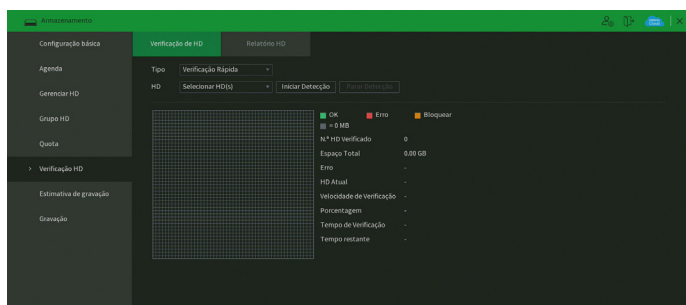 Armazenamento
Configuração básica
Agenda
Gerenciar HD
Grupo HD
Quota
> Verificação HD
Estimativa de gravação
Gravação
Verificação de HD Relatório HD
Tipo Verificação Rápida
HD Selecionar HD(s) Iniciar Detecção Parar Detecção
OK Erro Bloquear
= 0 MB
N.º HD Verificado 0
Espaço Total 0.00 GB
Erro -
HD Atual -
Velocidade de Verificação -
Porcentagem -
Tempo de Verificação -
Tempo restante -